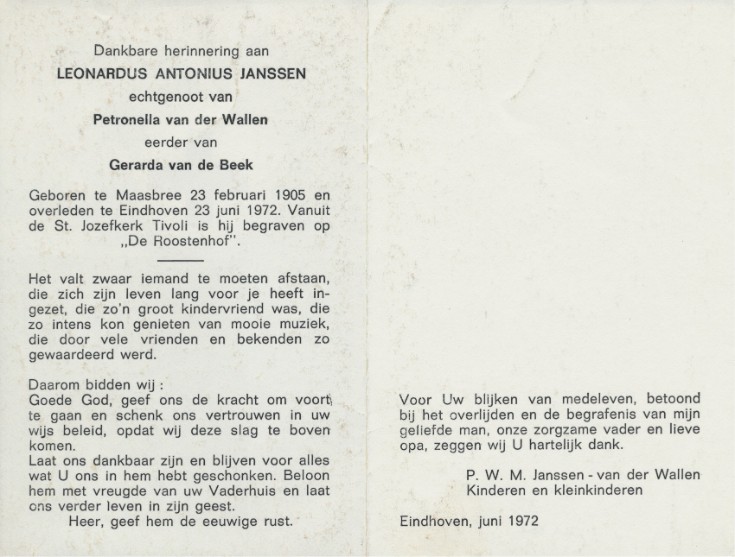 Dankbare herinnering aan
LEONARDUS ANTONIUS JANSSEN
echtgenoot van
Petronella van der Wallen
eerder van
Gerarda van de Beek
Geboren te Maasbree 23 februari 1905 en
overleden te Eindhoven 23 juni 1972. Vanuit
de St. Jozefkerk Tivoli is hij begraven op
„De Roostenhof".
Het valt zwaar iemand te moeten afstaan,
die zich zijn leven lang voor je heeft in-
gezet, die zo'n groot kindervriend was, die
zo intens kon genieten van mooie muziek,
die door vele vrienden en bekenden zo
gewaardeerd werd.
Daarom bidden wij :
Goede God, geef ons de kracht om voort
te gaan en schenk ons vertrouwen in uw
wijs beleid, opdat wij deze slag te boven
komen.
Laat ons dankbaar zijn en blijven voor alles
wat U ons in hem hebt geschonken. Beloon
hem met vreugde van uw Vaderhuis en laat
ons verder leven in zijn geest.
Heer, geef hem de eeuwige rust.
Voor Uw blijken van medeleven, betoond
bij het overlijden en de begrafenis van mijn
geliefde man, onze zorgzame vader en lieve
opa, zeggen wij U hartelijk dank.
P. W. M. Janssen - van der Wallen
Kinderen en kleinkinderen
Eindhoven, juni 1972